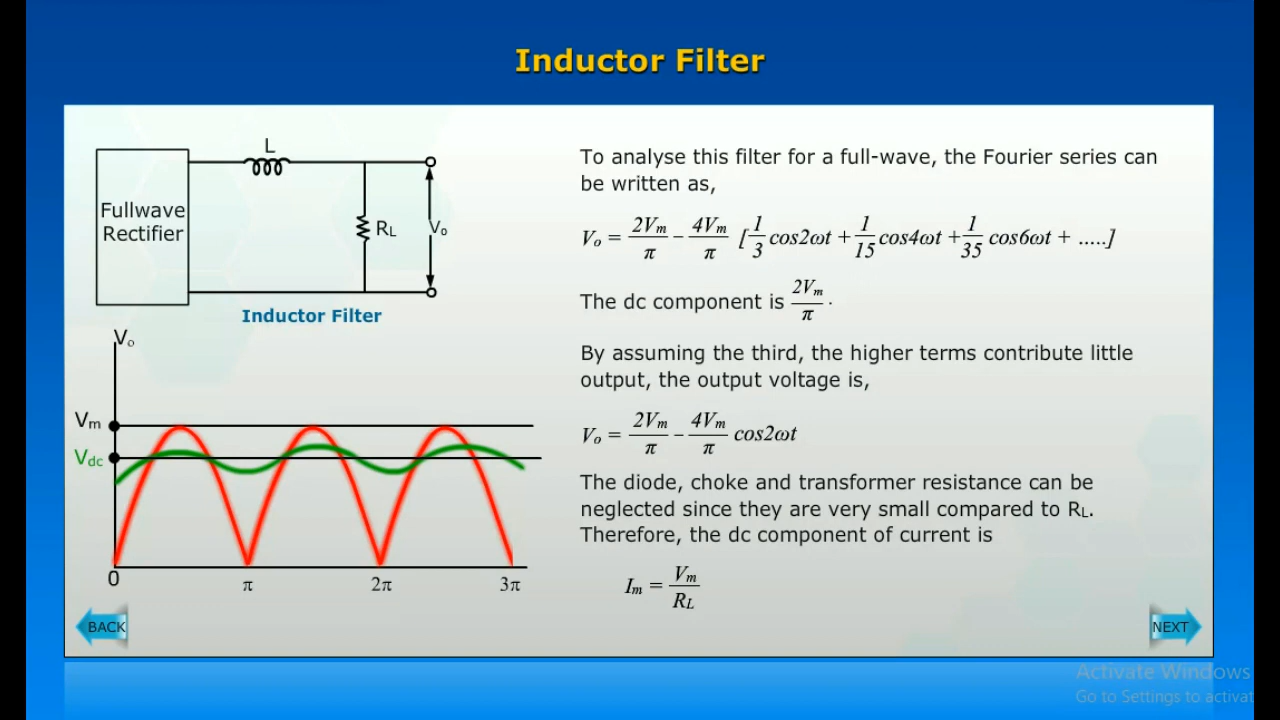 Inductor Filter
L
Fullwave
Rectifier
RL
Vo
Inductor Filter
Vo
Vm
Vdc
0
π
2π
3π
To analyse this filter for a full-wave, the Fourier series can
be written as,
Vo = 2Vm/π − 4Vm/π [1/3 cos2ωt + 1/15 cos4ωt + 1/35 cos6ωt + .....]
The dc component is 2Vm/π .
By assuming the third, the higher terms contribute little
output, the output voltage is,
Vo = 2Vm/π − 4Vm/π cos2ωt
The diode, choke and transformer resistance can be
neglected since they are very small compared to RL.
Therefore, the dc component of current is
Im = Vm/RL
BACK
NEXT
Activate Windows
Go to Settings to activat